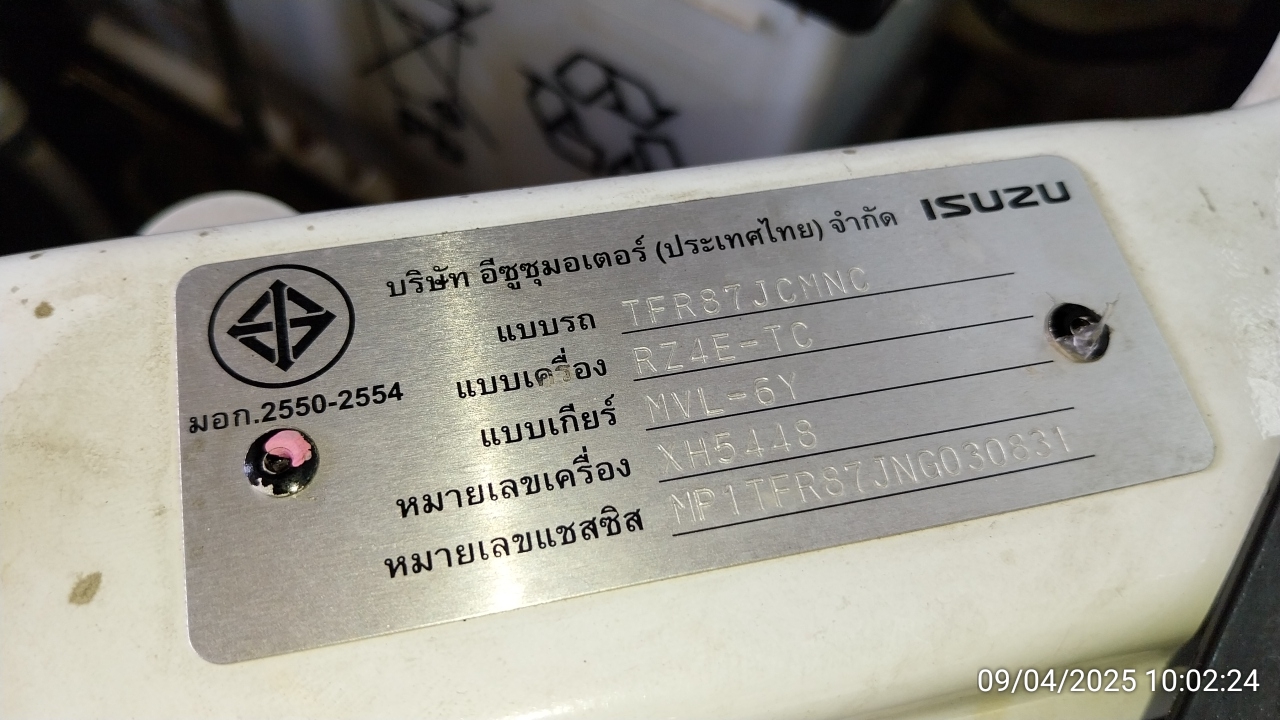 บริษัท อีซูซุมอเตอร์ (ประเทศไทย) จำกัด ISUZU
แบบรถ TFR87JCMNC
แบบเครื่อง RZ4E-TC
แบบเกียร์ MVL-6Y
หมายเลขเครื่อง XH5448
หมายเลขแชสซิส MP1TFR87JNG030831
มอก.2550-2554
09/04/2025 10:02:24